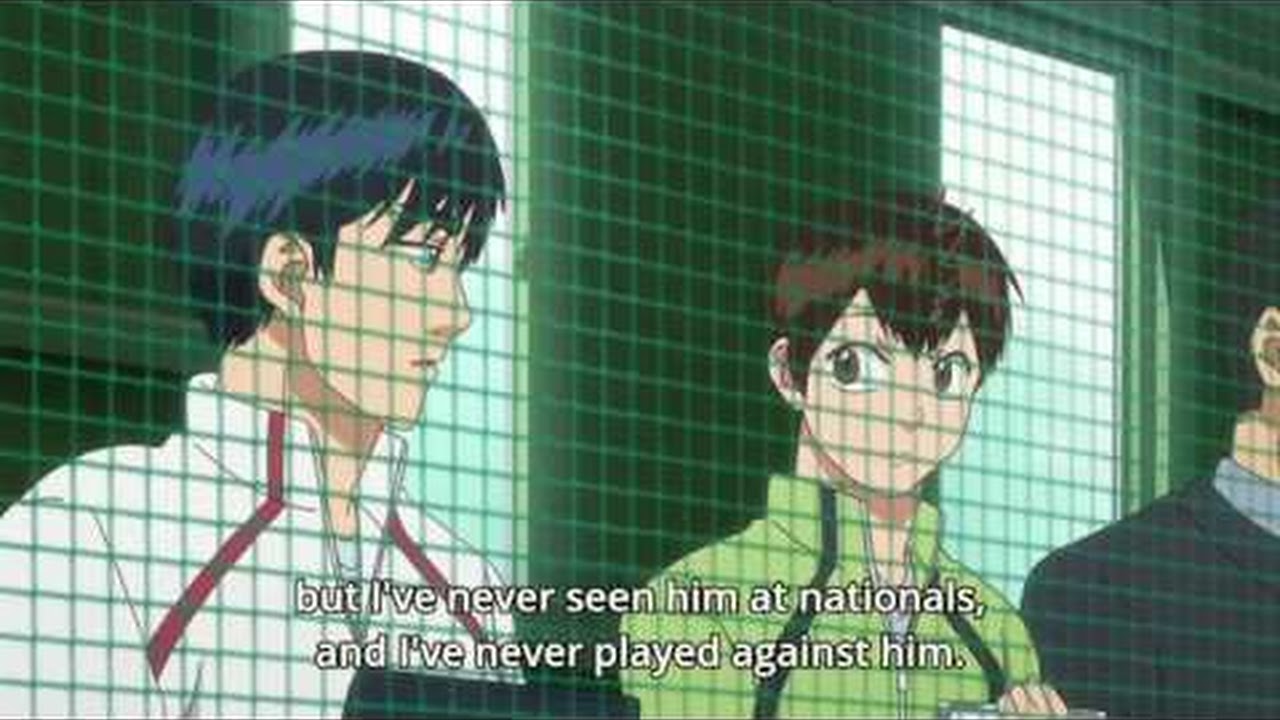 but I've never seen him at nationals,
and I've never played against him.